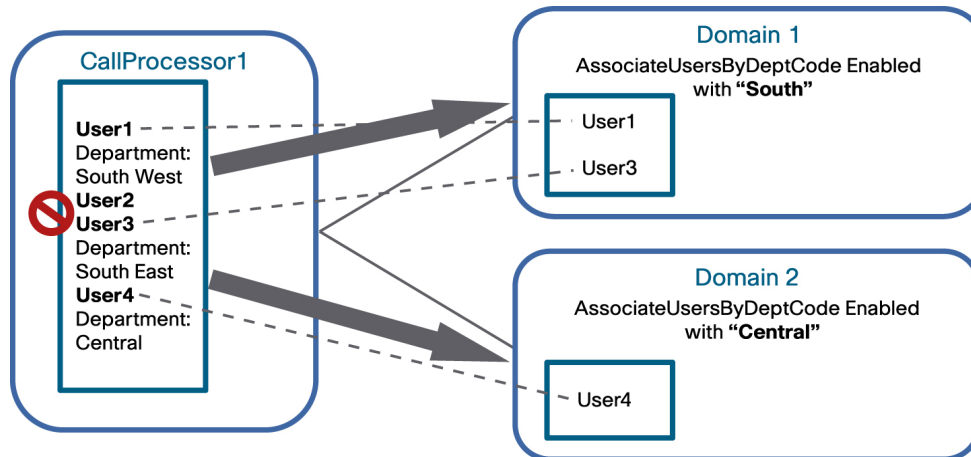 CallProcessor1
User1
Department:
South West
User2
User3
Department:
South East
User4
Department:
Central
Domain 1
AssociateUsersByDeptCode Enabled
with “South”
User1
User3
Domain 2
AssociateUsersByDeptCode Enabled
with “Central”
User4